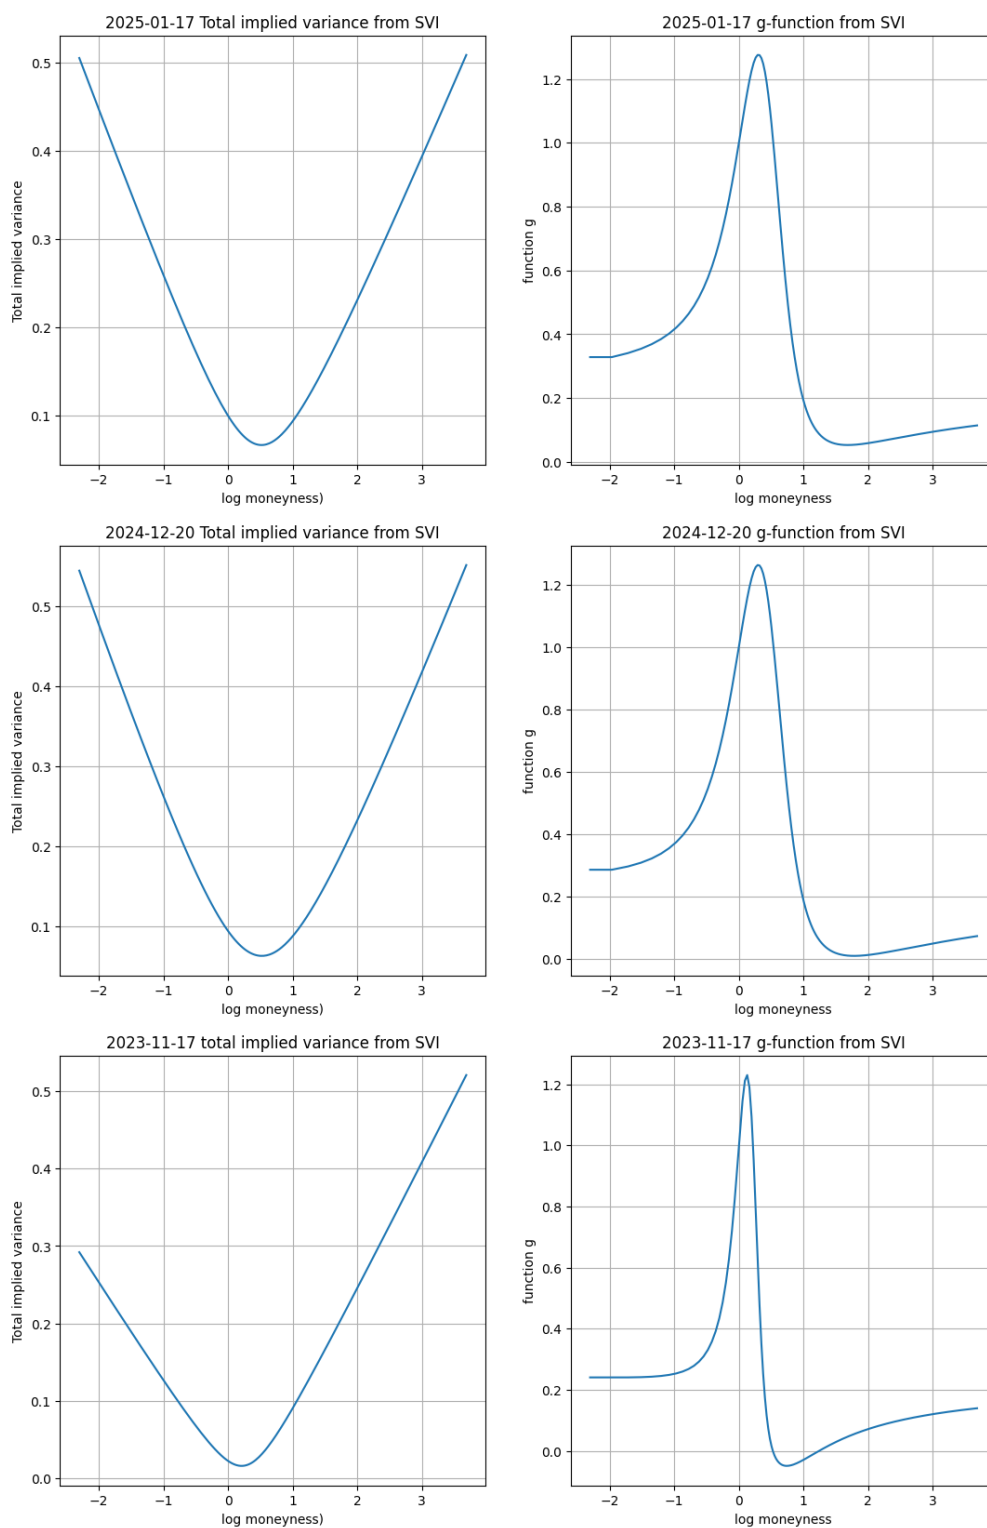 2025-01-17 Total implied variance from SVI
Total implied variance
0.5
0.4
0.3
0.2
0.1
−2 −1 0 1 2 3
log moneyness)
2025-01-17 g-function from SVI
function g
1.2
1.0
0.8
0.6
0.4
0.2
0.0
−2 −1 0 1 2 3
log moneyness
2024-12-20 Total implied variance from SVI
Total implied variance
0.5
0.4
0.3
0.2
0.1
−2 −1 0 1 2 3
log moneyness)
2024-12-20 g-function from SVI
function g
1.2
1.0
0.8
0.6
0.4
0.2
0.0
−2 −1 0 1 2 3
log moneyness
2023-11-17 total implied variance from SVI
Total implied variance
0.5
0.4
0.3
0.2
0.1
0.0
−2 −1 0 1 2 3
log moneyness)
2023-11-17 g-function from SVI
function g
1.2
1.0
0.8
0.6
0.4
0.2
0.0
−2 −1 0 1 2 3
log moneyness